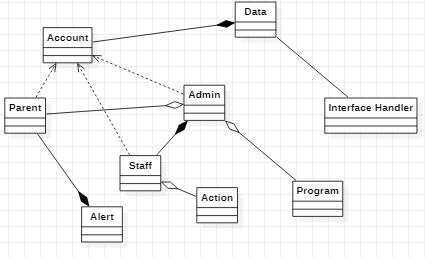 Data
Account
Admin
Parent
Interface Handler
Staff
Action
Program
Alert